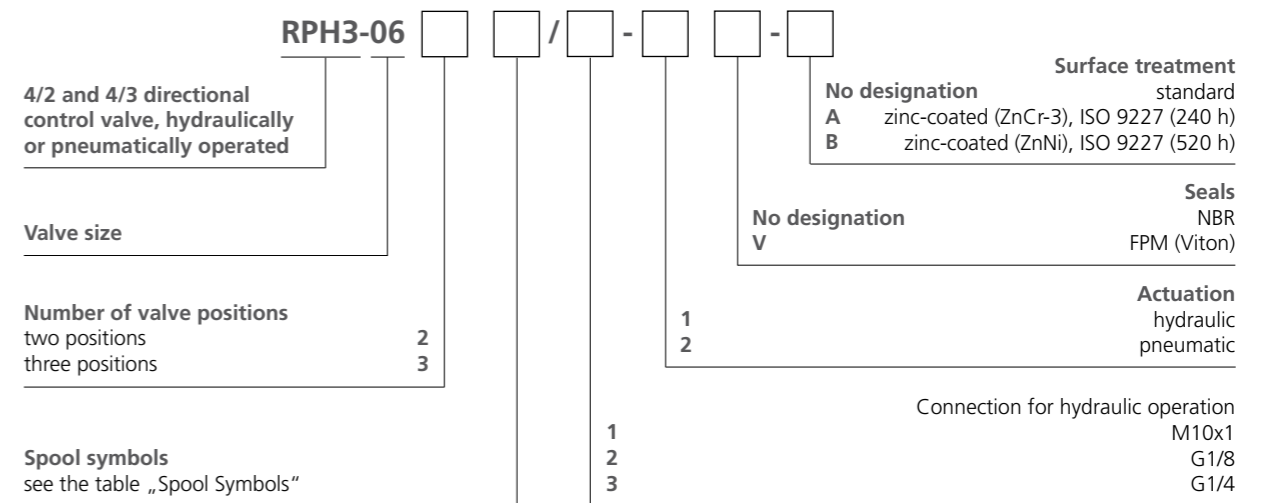 RPH3-06 / - -
4/2 and 4/3 directional
control valve, hydraulically
or pneumatically operated
Valve size
Number of valve positions
two positions 2
three positions 3
Spool symbols
see the table „Spool Symbols“
Surface treatment
No designation standard
A zinc-coated (ZnCr-3), ISO 9227 (240 h)
B zinc-coated (ZnNi), ISO 9227 (520 h)
Seals
No designation NBR
V FPM (Viton)
Actuation
1 hydraulic
2 pneumatic
Connection for hydraulic operation
1 M10x1
2 G1/8
3 G1/4